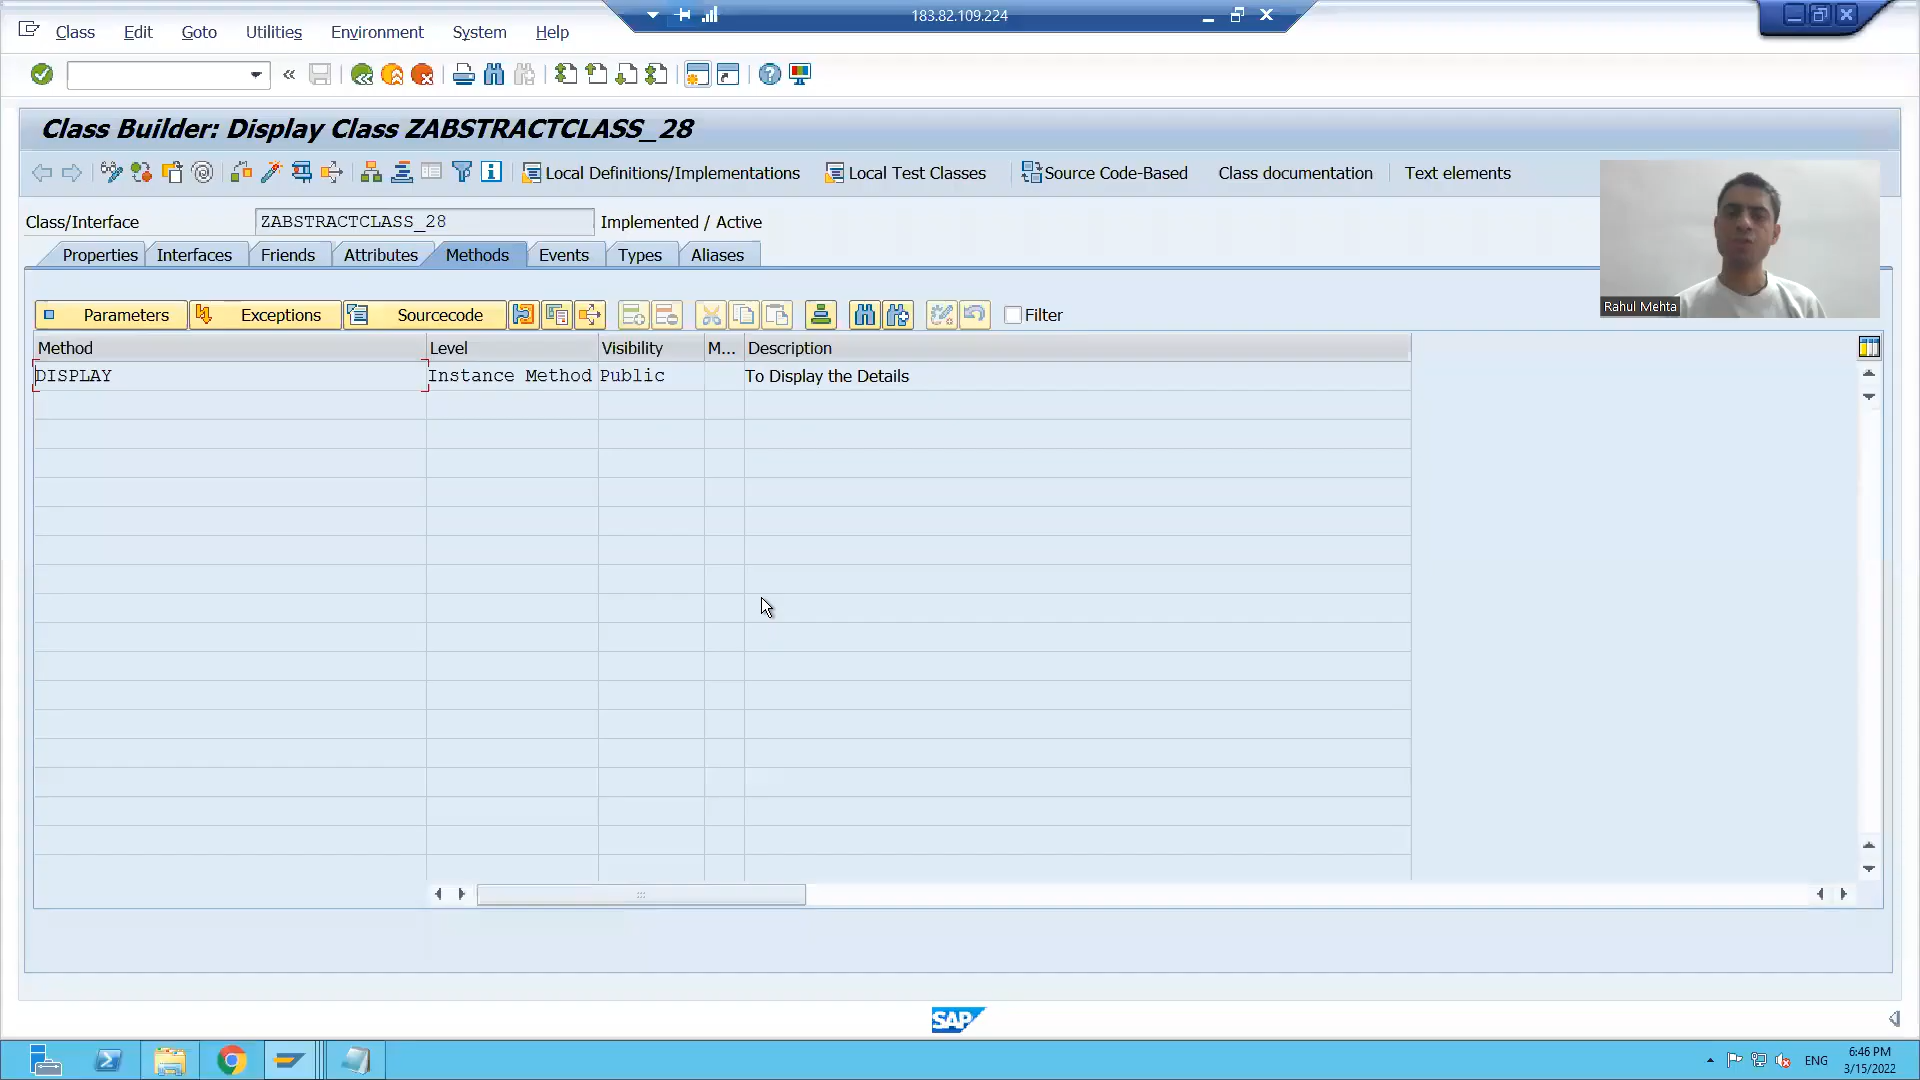 183.82.109.224
Class Edit Goto Utilities Environment System Help
Class Builder: Display Class ZABSTRACTCLASS_28
Local Definitions/Implementations Local Test Classes Source Code-Based Class documentation Text elements
Class/Interface ZABSTRACTCLASS_28 Implemented / Active
Properties Interfaces Friends Attributes Methods Events Types Aliases
Rahul Mehta
Parameters Exceptions Sourcecode Filter
Method Level Visibility M... Description
DISPLAY Instance Method Public To Display the Details
SAP
ENG
6:46 PM
3/15/2022